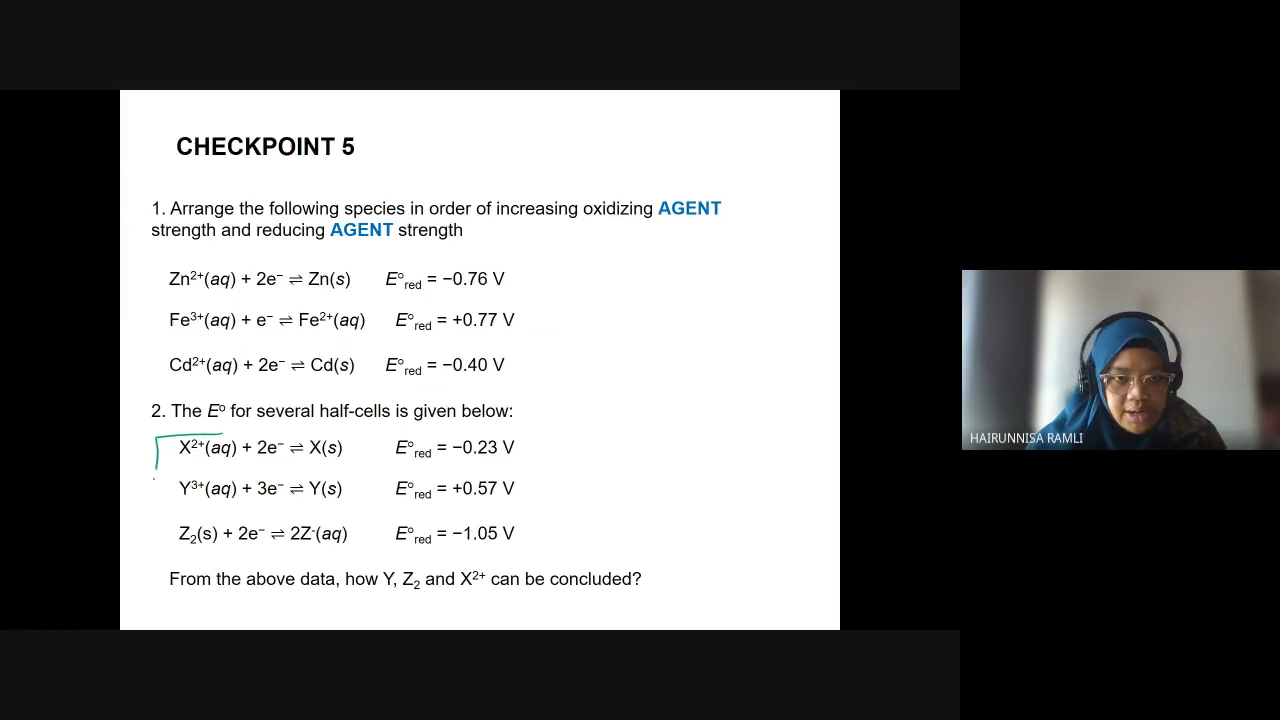 CHECKPOINT 5
1. Arrange the following species in order of increasing oxidizing AGENT
strength and reducing AGENT strength
Zn²⁺(aq) + 2e⁻ ⇌ Zn(s) E°red = −0.76 V
Fe³⁺(aq) + e⁻ ⇌ Fe²⁺(aq) E°red = +0.77 V
Cd²⁺(aq) + 2e⁻ ⇌ Cd(s) E°red = −0.40 V
2. The Eº for several half-cells is given below:
X²⁺(aq) + 2e⁻ ⇌ X(s) E°red = −0.23 V
Y³⁺(aq) + 3e⁻ ⇌ Y(s) E°red = +0.57 V
Z₂(s) + 2e⁻ ⇌ 2Z⁻(aq) E°red = −1.05 V
From the above data, how Y, Z₂ and X²⁺ can be concluded?
HAIRUNNISA RAMLI